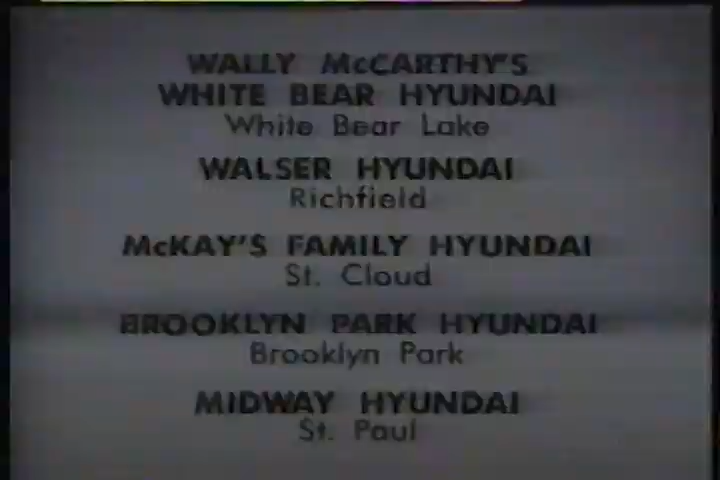 WALLY McCARTHY'S
WHITE BEAR HYUNDAI
White Bear Lake
WALSER HYUNDAI
Richfield
McKAY'S FAMILY HYUNDAI
St. Cloud
BROOKLYN PARK HYUNDAI
Brooklyn Park
MIDWAY HYUNDAI
St. Paul